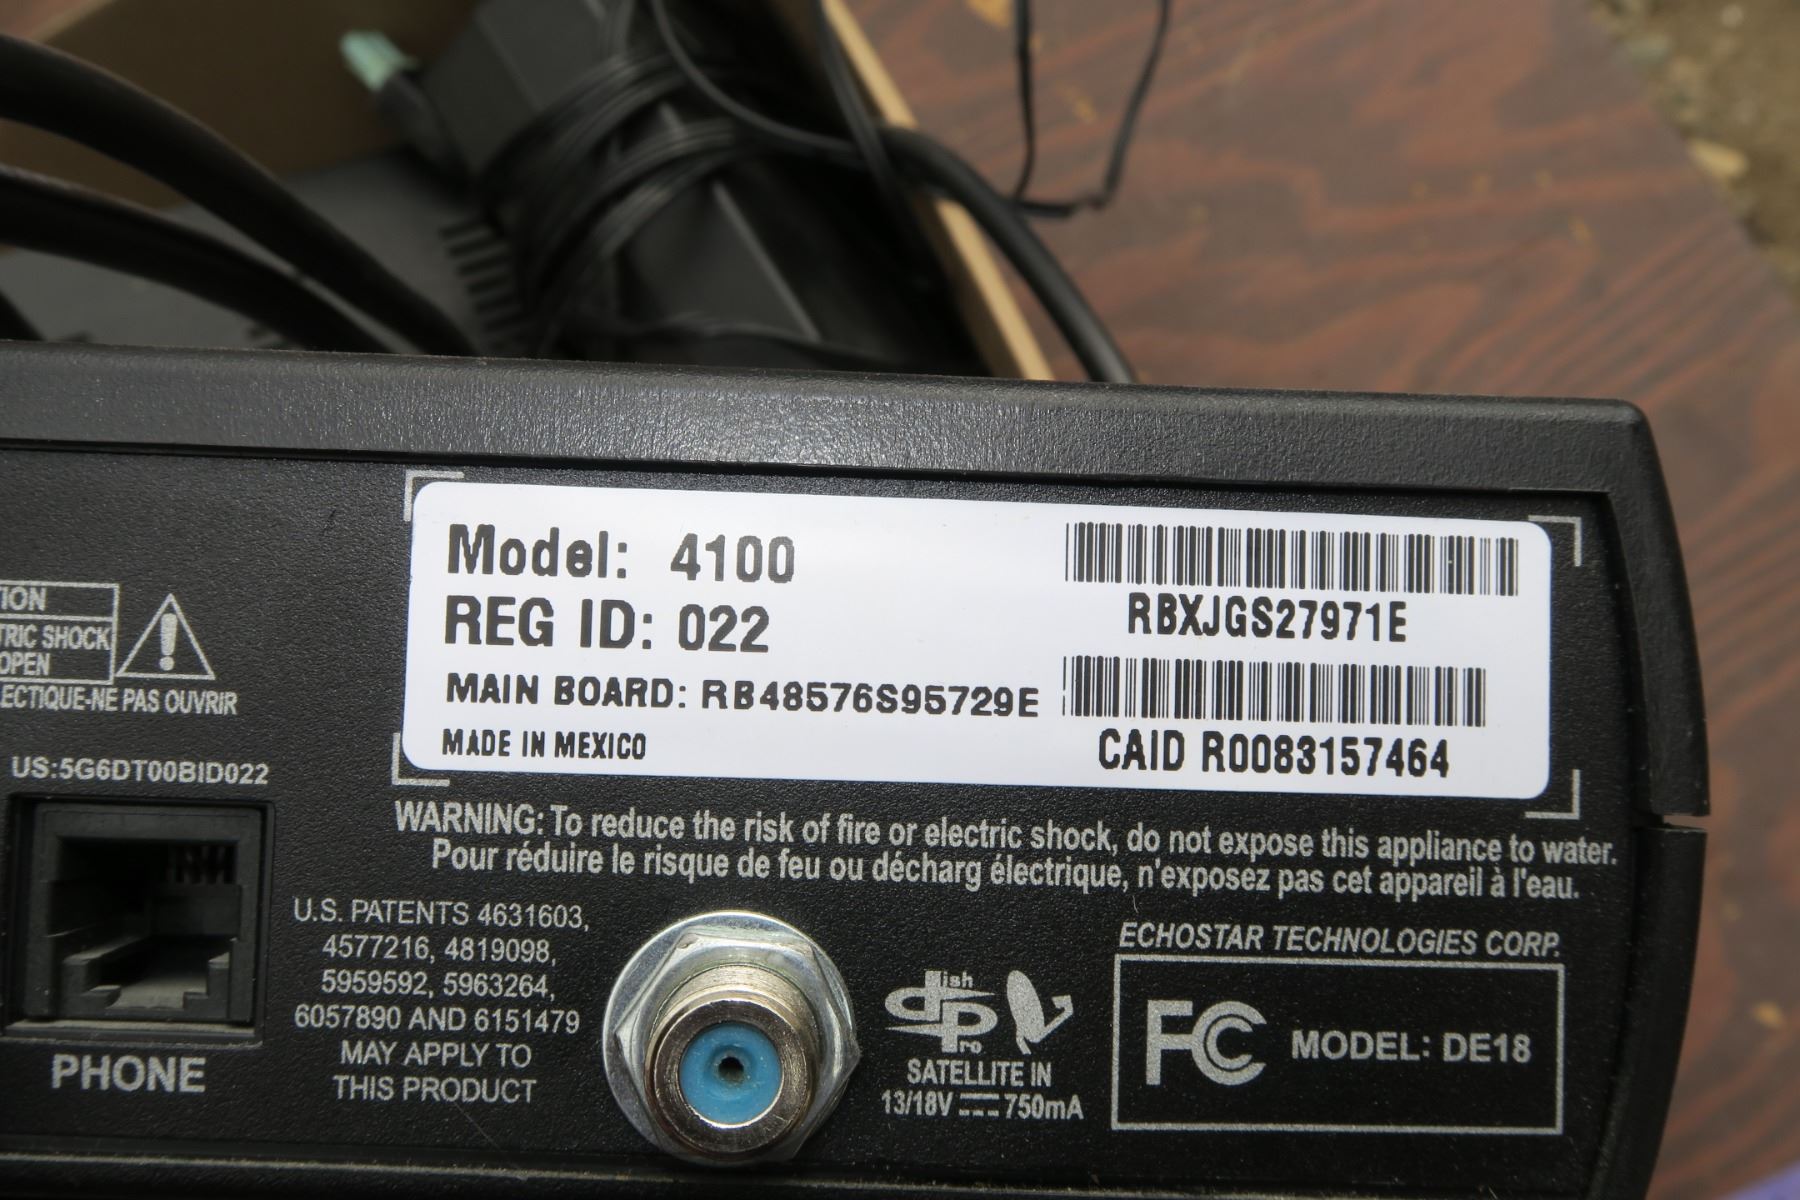 Model: 4100
REG ID: 022
MAIN BOARD: RB48576S95729E
MADE IN MEXICO
RBXJGS27971E
CAID R0083157464
TION
TRIC SHOCK
OPEN
LECTIQUE-NE PAS OUVRIR
US:5G6DT00BID022
PHONE
WARNING: To reduce the risk of fire or electric shock, do not expose this appliance to water.
Pour réduire le risque de feu ou décharg électrique, n'exposez pas cet appareil à l'eau.
U.S. PATENTS 4631603,
4577216, 4819098,
5959592, 5963264,
6057890 AND 6151479
MAY APPLY TO
THIS PRODUCT
dish
Pro
SATELLITE IN
13/18V 750mA
ECHOSTAR TECHNOLOGIES CORP.
FC MODEL: DE18